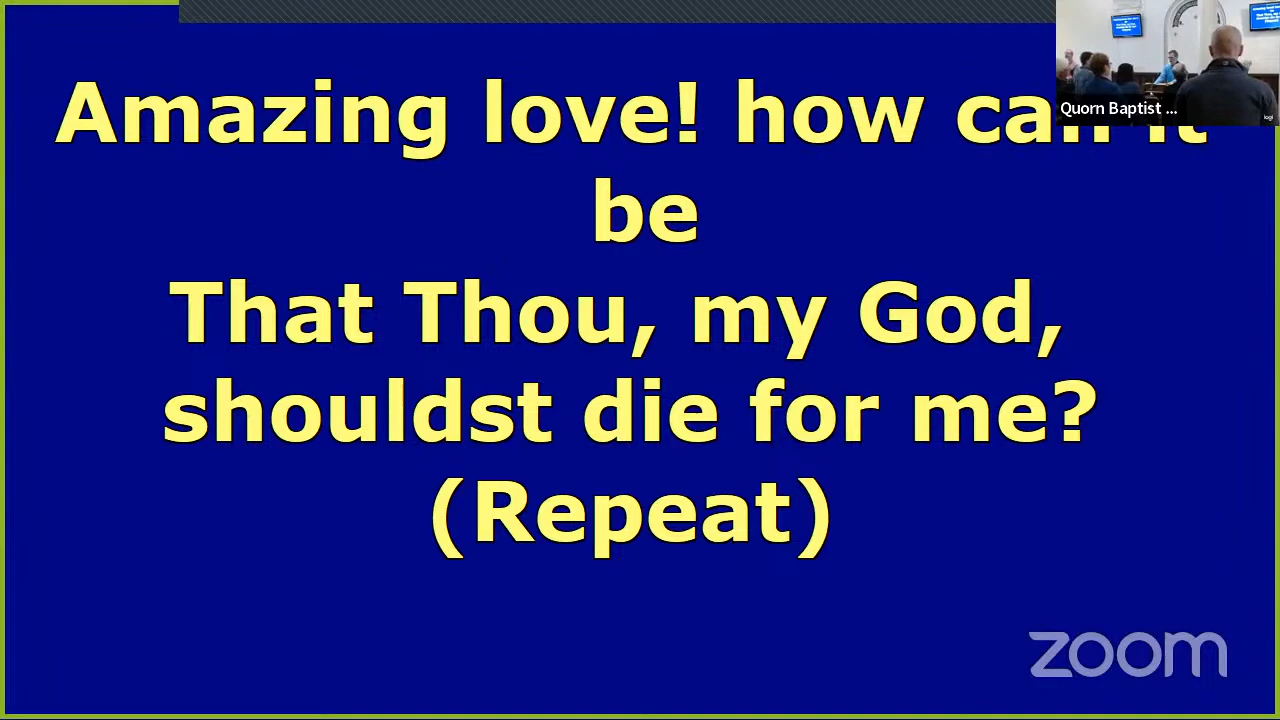 Amazing love! how can it
be
That Thou, my God,
shouldst die for me?
(Repeat)
Quorn Baptist ...
zoom